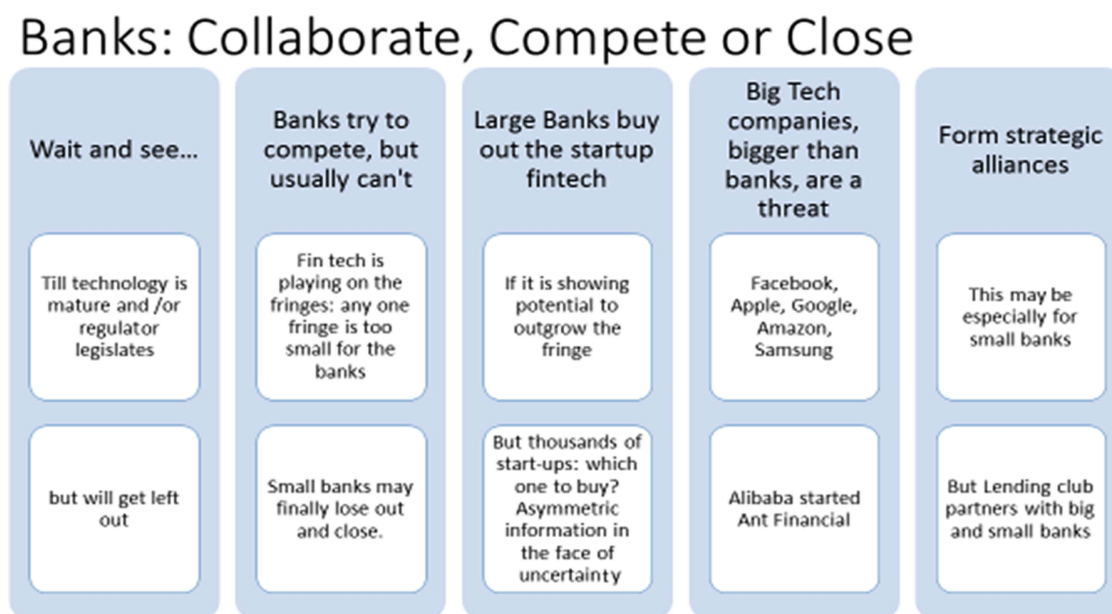 Banks: Collaborate, Compete or Close
Wait and see...
Till technology is
mature and /or
regulator
legislates
but will get left
out
Banks try to
compete, but
usually can't
Fin tech is
playing on the
fringes: any one
fringe is too
small for the
banks
Small banks may
finally lose out
and close.
Large Banks buy
out the startup
fintech
If it is showing
potential to
outgrow the
fringe
But thousands of
start-ups: which
one to buy?
Asymmetric
information in
the face of
uncertainty
Big Tech
companies,
bigger than
banks, are a
threat
Facebook,
Apple, Google,
Amazon,
Samsung
Alibaba started
Ant Financial
Form strategic
alliances
This may be
especially for
small banks
But Lending club
partners with big
and small banks